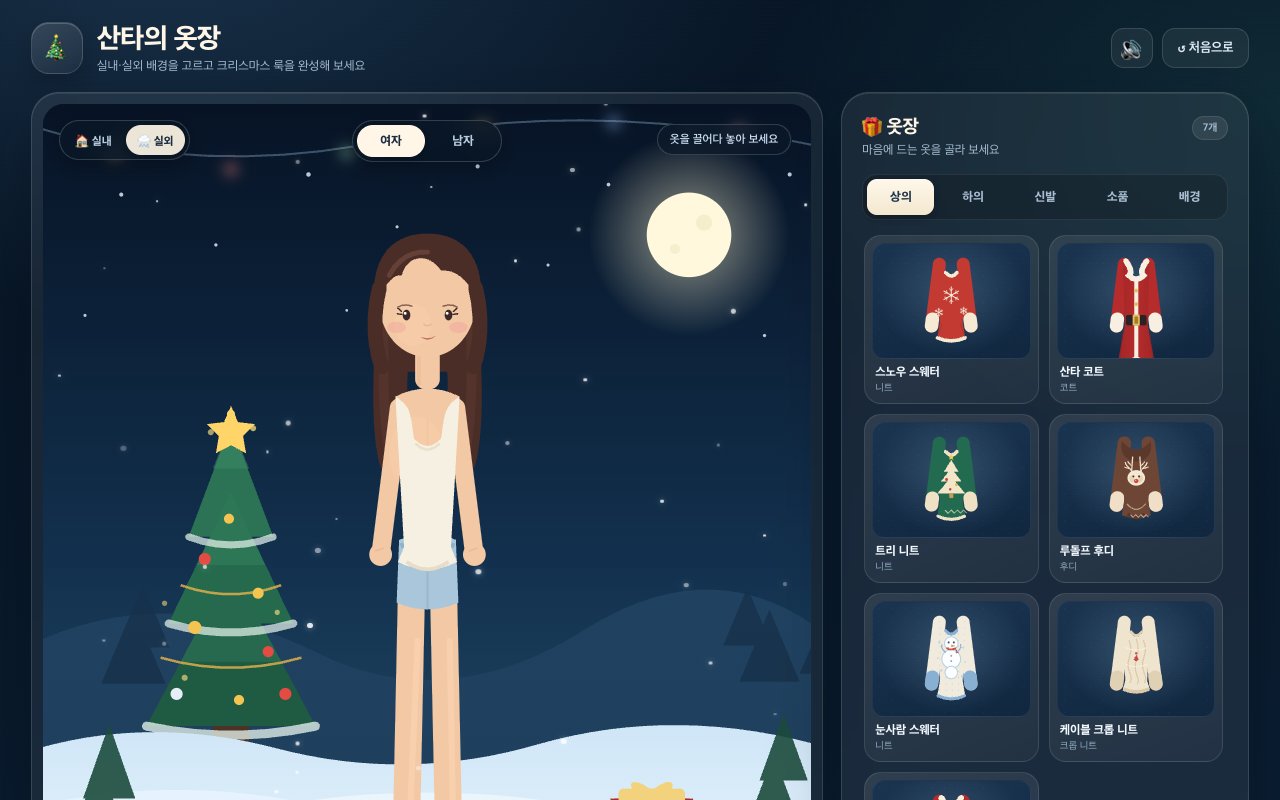 산타의 옷장
실내·실외 배경을 고르고 크리스마스 룩을 완성해 보세요
↺ 처음으로
실내
실외
여자
남자
옷을 끌어다 놓아 보세요
옷장
7개
마음에 드는 옷을 골라 보세요
상의
하의
신발
소품
배경
스노우 스웨터
니트
산타 코트
코트
트리 니트
니트
루돌프 후디
후디
눈사람 스웨터
니트
케이블 크롭 니트
크롭 니트